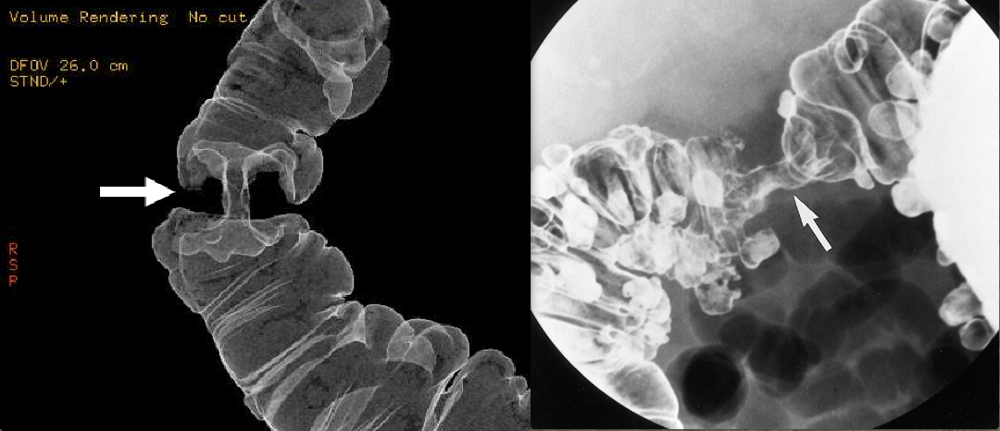 Volume Rendering No cut
DFOV 26.0 cm
STND/+
R
S
P